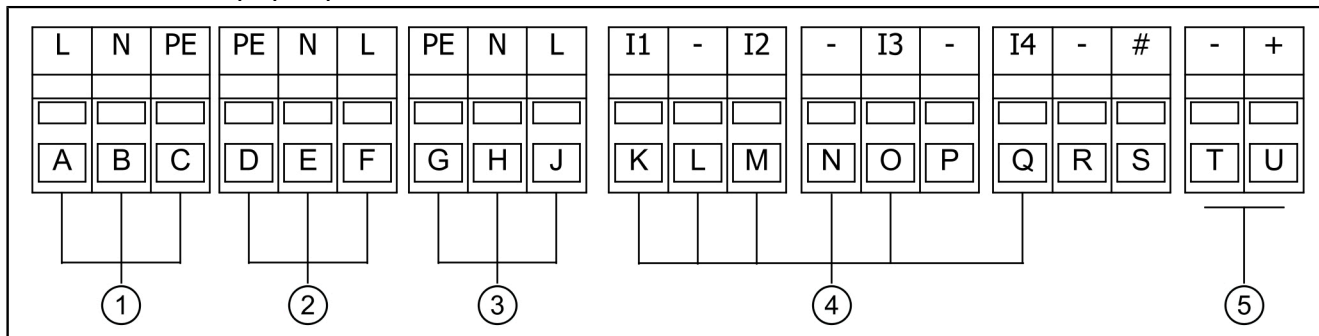 L N PE PE N L PE N L I1 - I2 - I3 - I4 - # - +
A B C D E F G H J K L M N O P Q R S T U
1 2 3 4 5